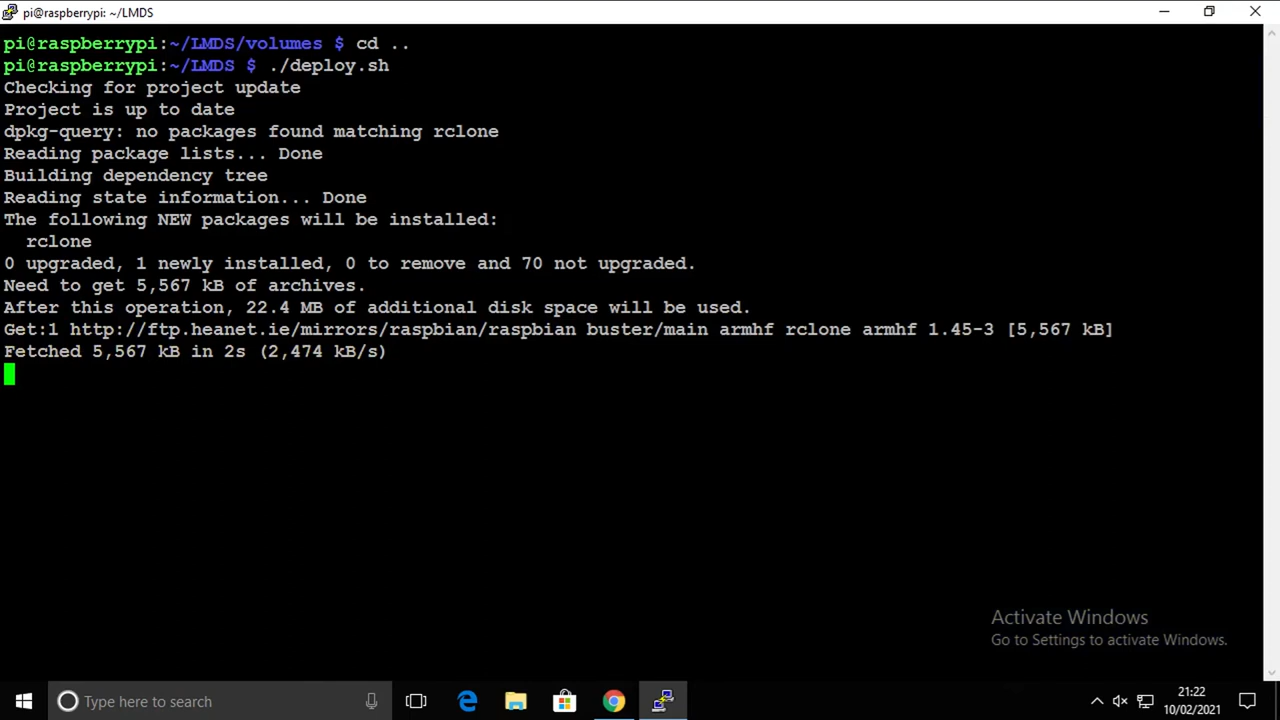 pi@raspberrypi: ~/LMDS
pi@raspberrypi:~/LMDS/volumes $ cd ..
pi@raspberrypi:~/LMDS $ ./deploy.sh
Checking for project update
Project is up to date
dpkg-query: no packages found matching rclone
Reading package lists... Done
Building dependency tree
Reading state information... Done
The following NEW packages will be installed:
  rclone
0 upgraded, 1 newly installed, 0 to remove and 70 not upgraded.
Need to get 5,567 kB of archives.
After this operation, 22.4 MB of additional disk space will be used.
Get:1 http://ftp.heanet.ie/mirrors/raspbian/raspbian buster/main armhf rclone armhf 1.45-3 [5,567 kB]
Fetched 5,567 kB in 2s (2,474 kB/s)
Activate Windows
Go to Settings to activate Windows.
Type here to search
21:22
10/02/2021